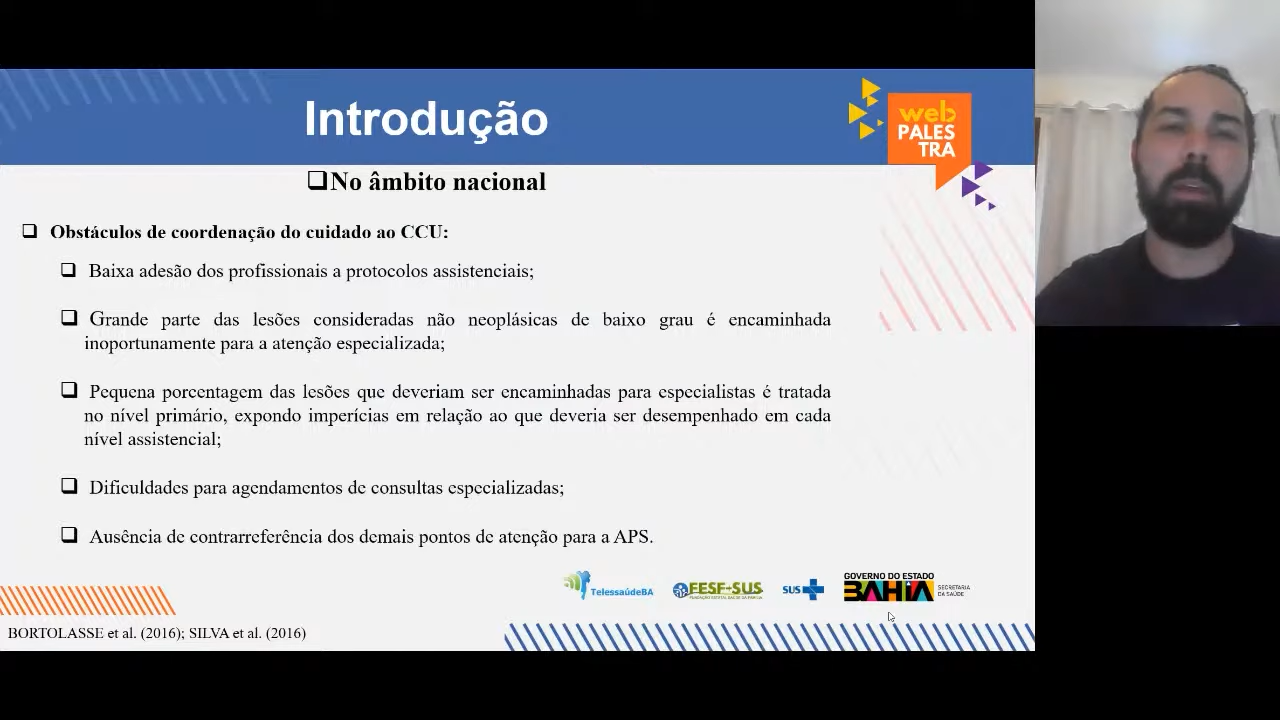 Introdução
web
PALES
TRA
❑No âmbito nacional
❑ Obstáculos de coordenação do cuidado ao CCU:
❑ Baixa adesão dos profissionais a protocolos assistenciais;
❑ Grande parte das lesões consideradas não neoplásicas de baixo grau é encaminhada
inoportunamente para a atenção especializada;
❑ Pequena porcentagem das lesões que deveriam ser encaminhadas para especialistas é tratada
no nível primário, expondo imperícias em relação ao que deveria ser desempenhado em cada
nível assistencial;
❑ Dificuldades para agendamentos de consultas especializadas;
❑ Ausência de contrarreferência dos demais pontos de atenção para a APS.
TelessaúdeBA
FESF-SUS
SUS
GOVERNO DO ESTADO
BAHIA
SECRETARIA
DA SAÚDE
BORTOLASSE et al. (2016); SILVA et al. (2016)